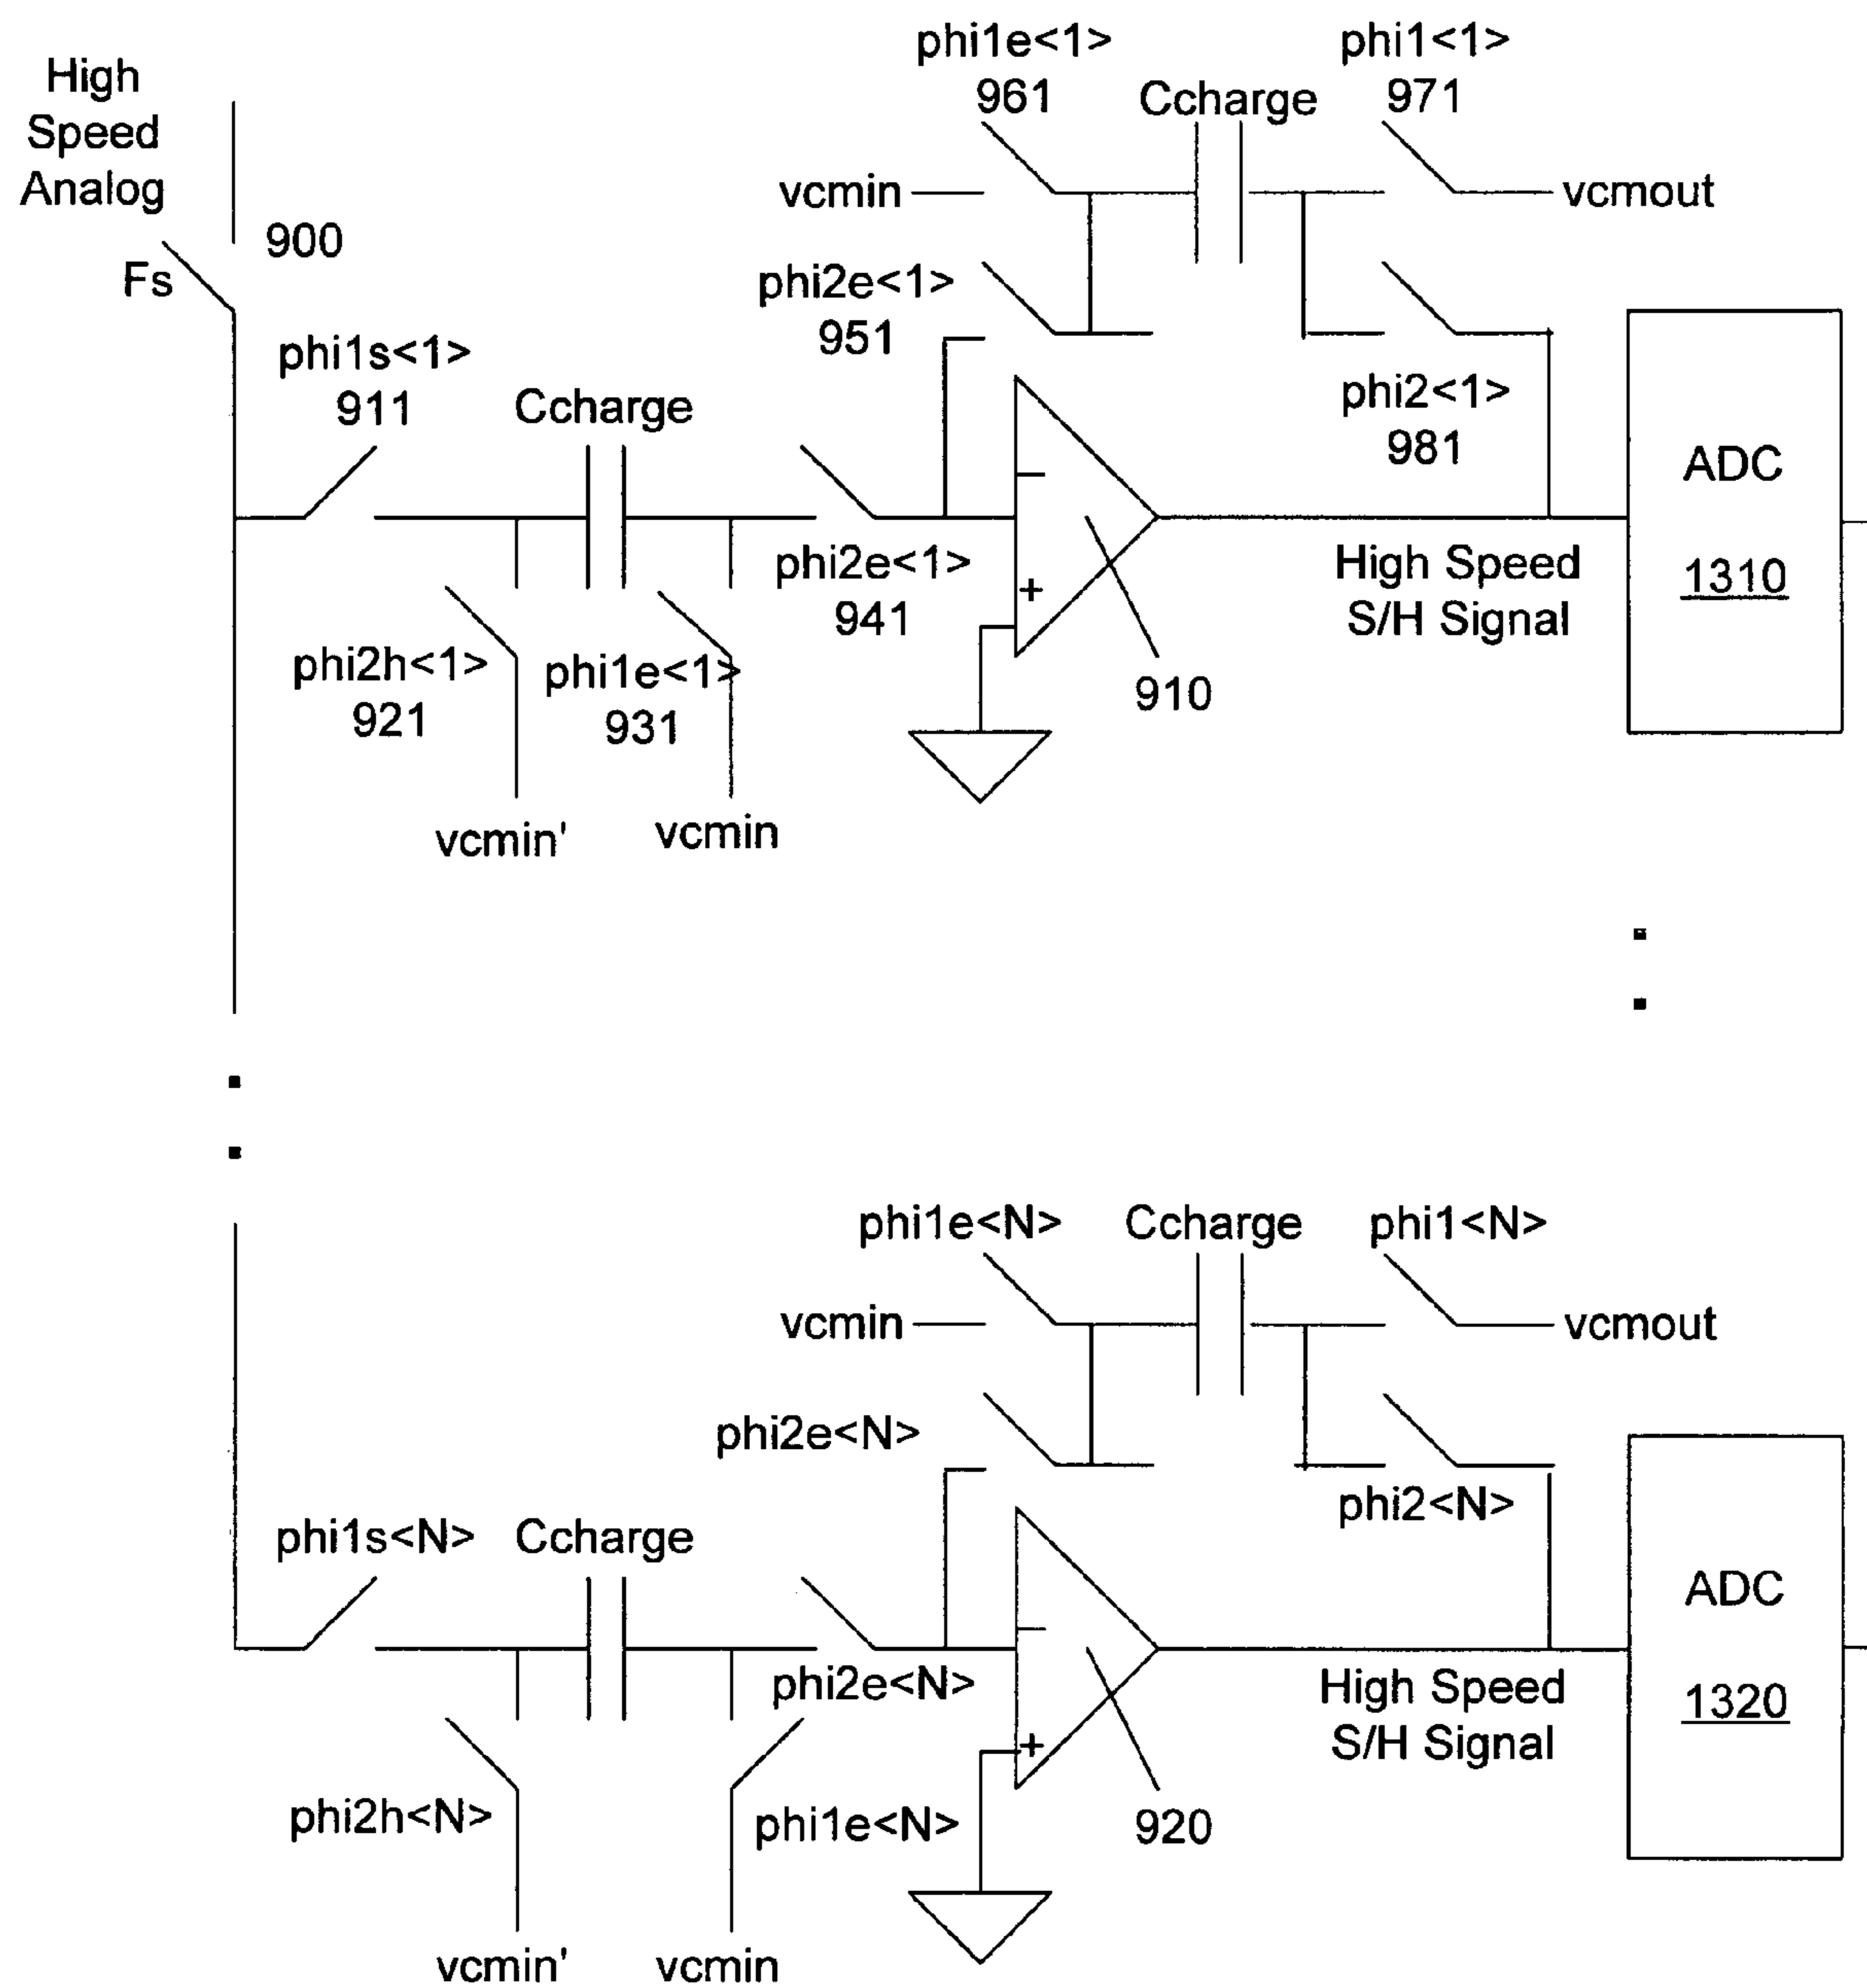 High
Speed
Analog
Fs
900
phi1e<1>
961
Ccharge
phi1<1>
971
vcmin
vcmout
phi2e<1>
951
phi1s<1>
911
Ccharge
phi2<1>
981
phi2e<1>
941
phi2h<1>
921
phi1e<1>
931
vcmin'
vcmin
−
+
910
High Speed
S/H Signal
ADC
1310
phi1e<N>
Ccharge
phi1<N>
vcmin
vcmout
phi2e<N>
phi2<N>
phi1s<N>
Ccharge
phi2e<N>
phi2h<N>
phi1e<N>
vcmin'
vcmin
−
+
920
High Speed
S/H Signal
ADC
1320